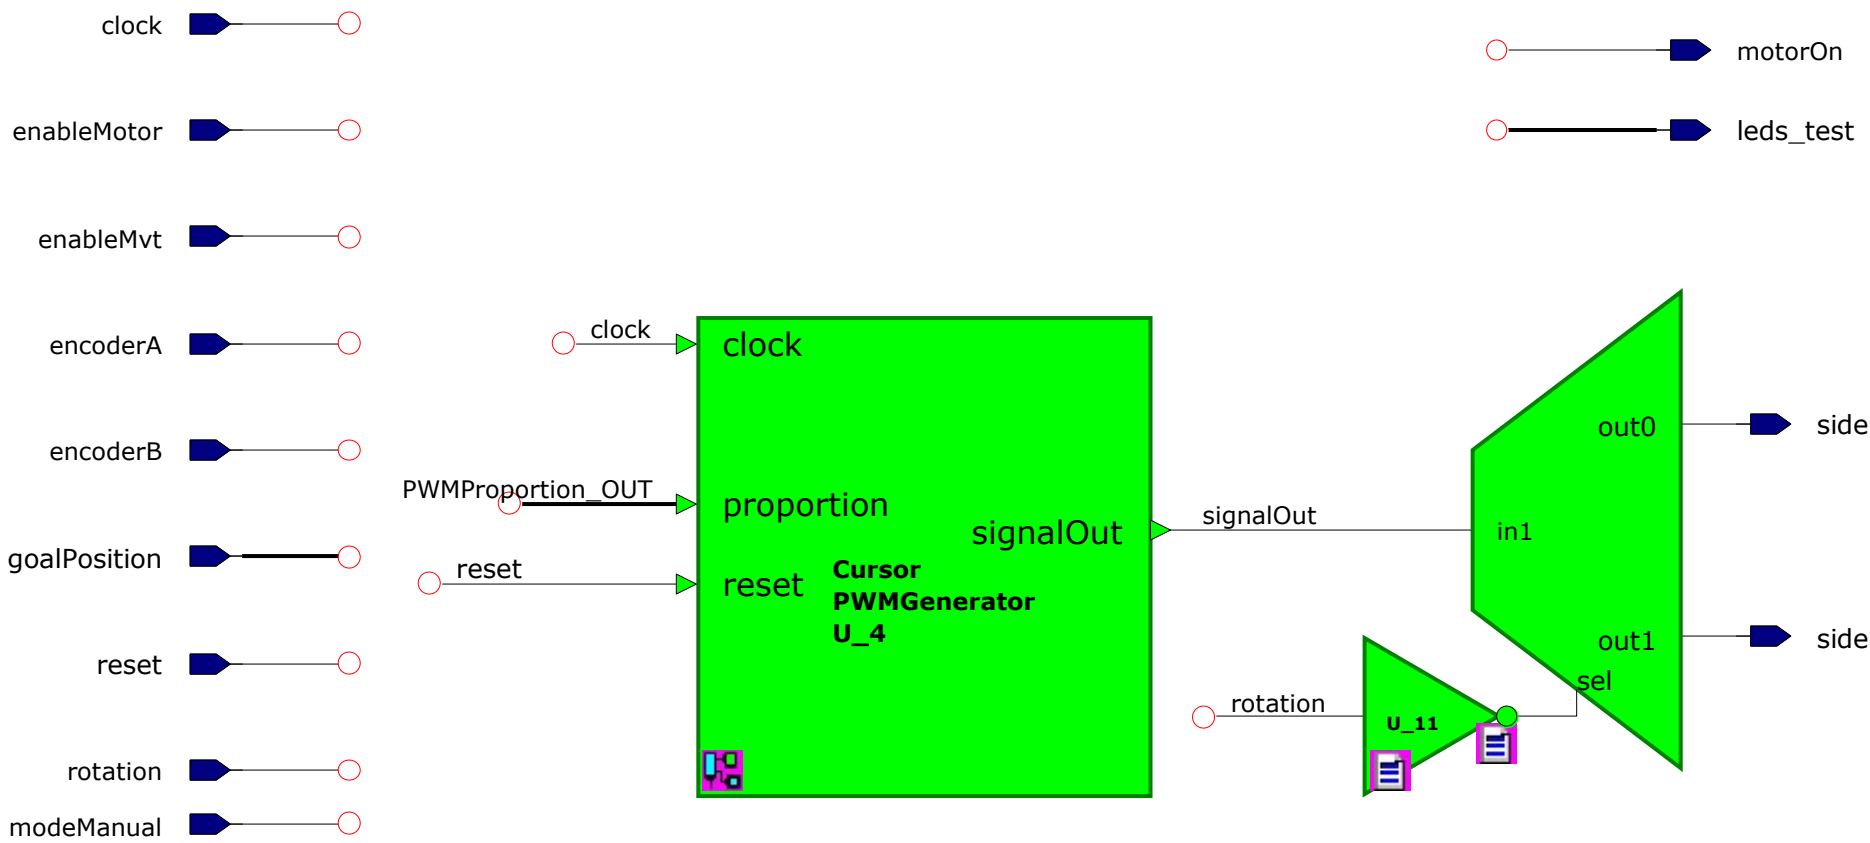 clock
enableMotor
enableMvt
encoderA
encoderB
goalPosition
reset
rotation
modeManual
motorOn
leds_test
clock
PWMProportion_OUT
reset
clock
proportion
reset
signalOut
Cursor
PWMGenerator
U_4
signalOut
in1
out0
out1
sel
rotation
U_11
side
side